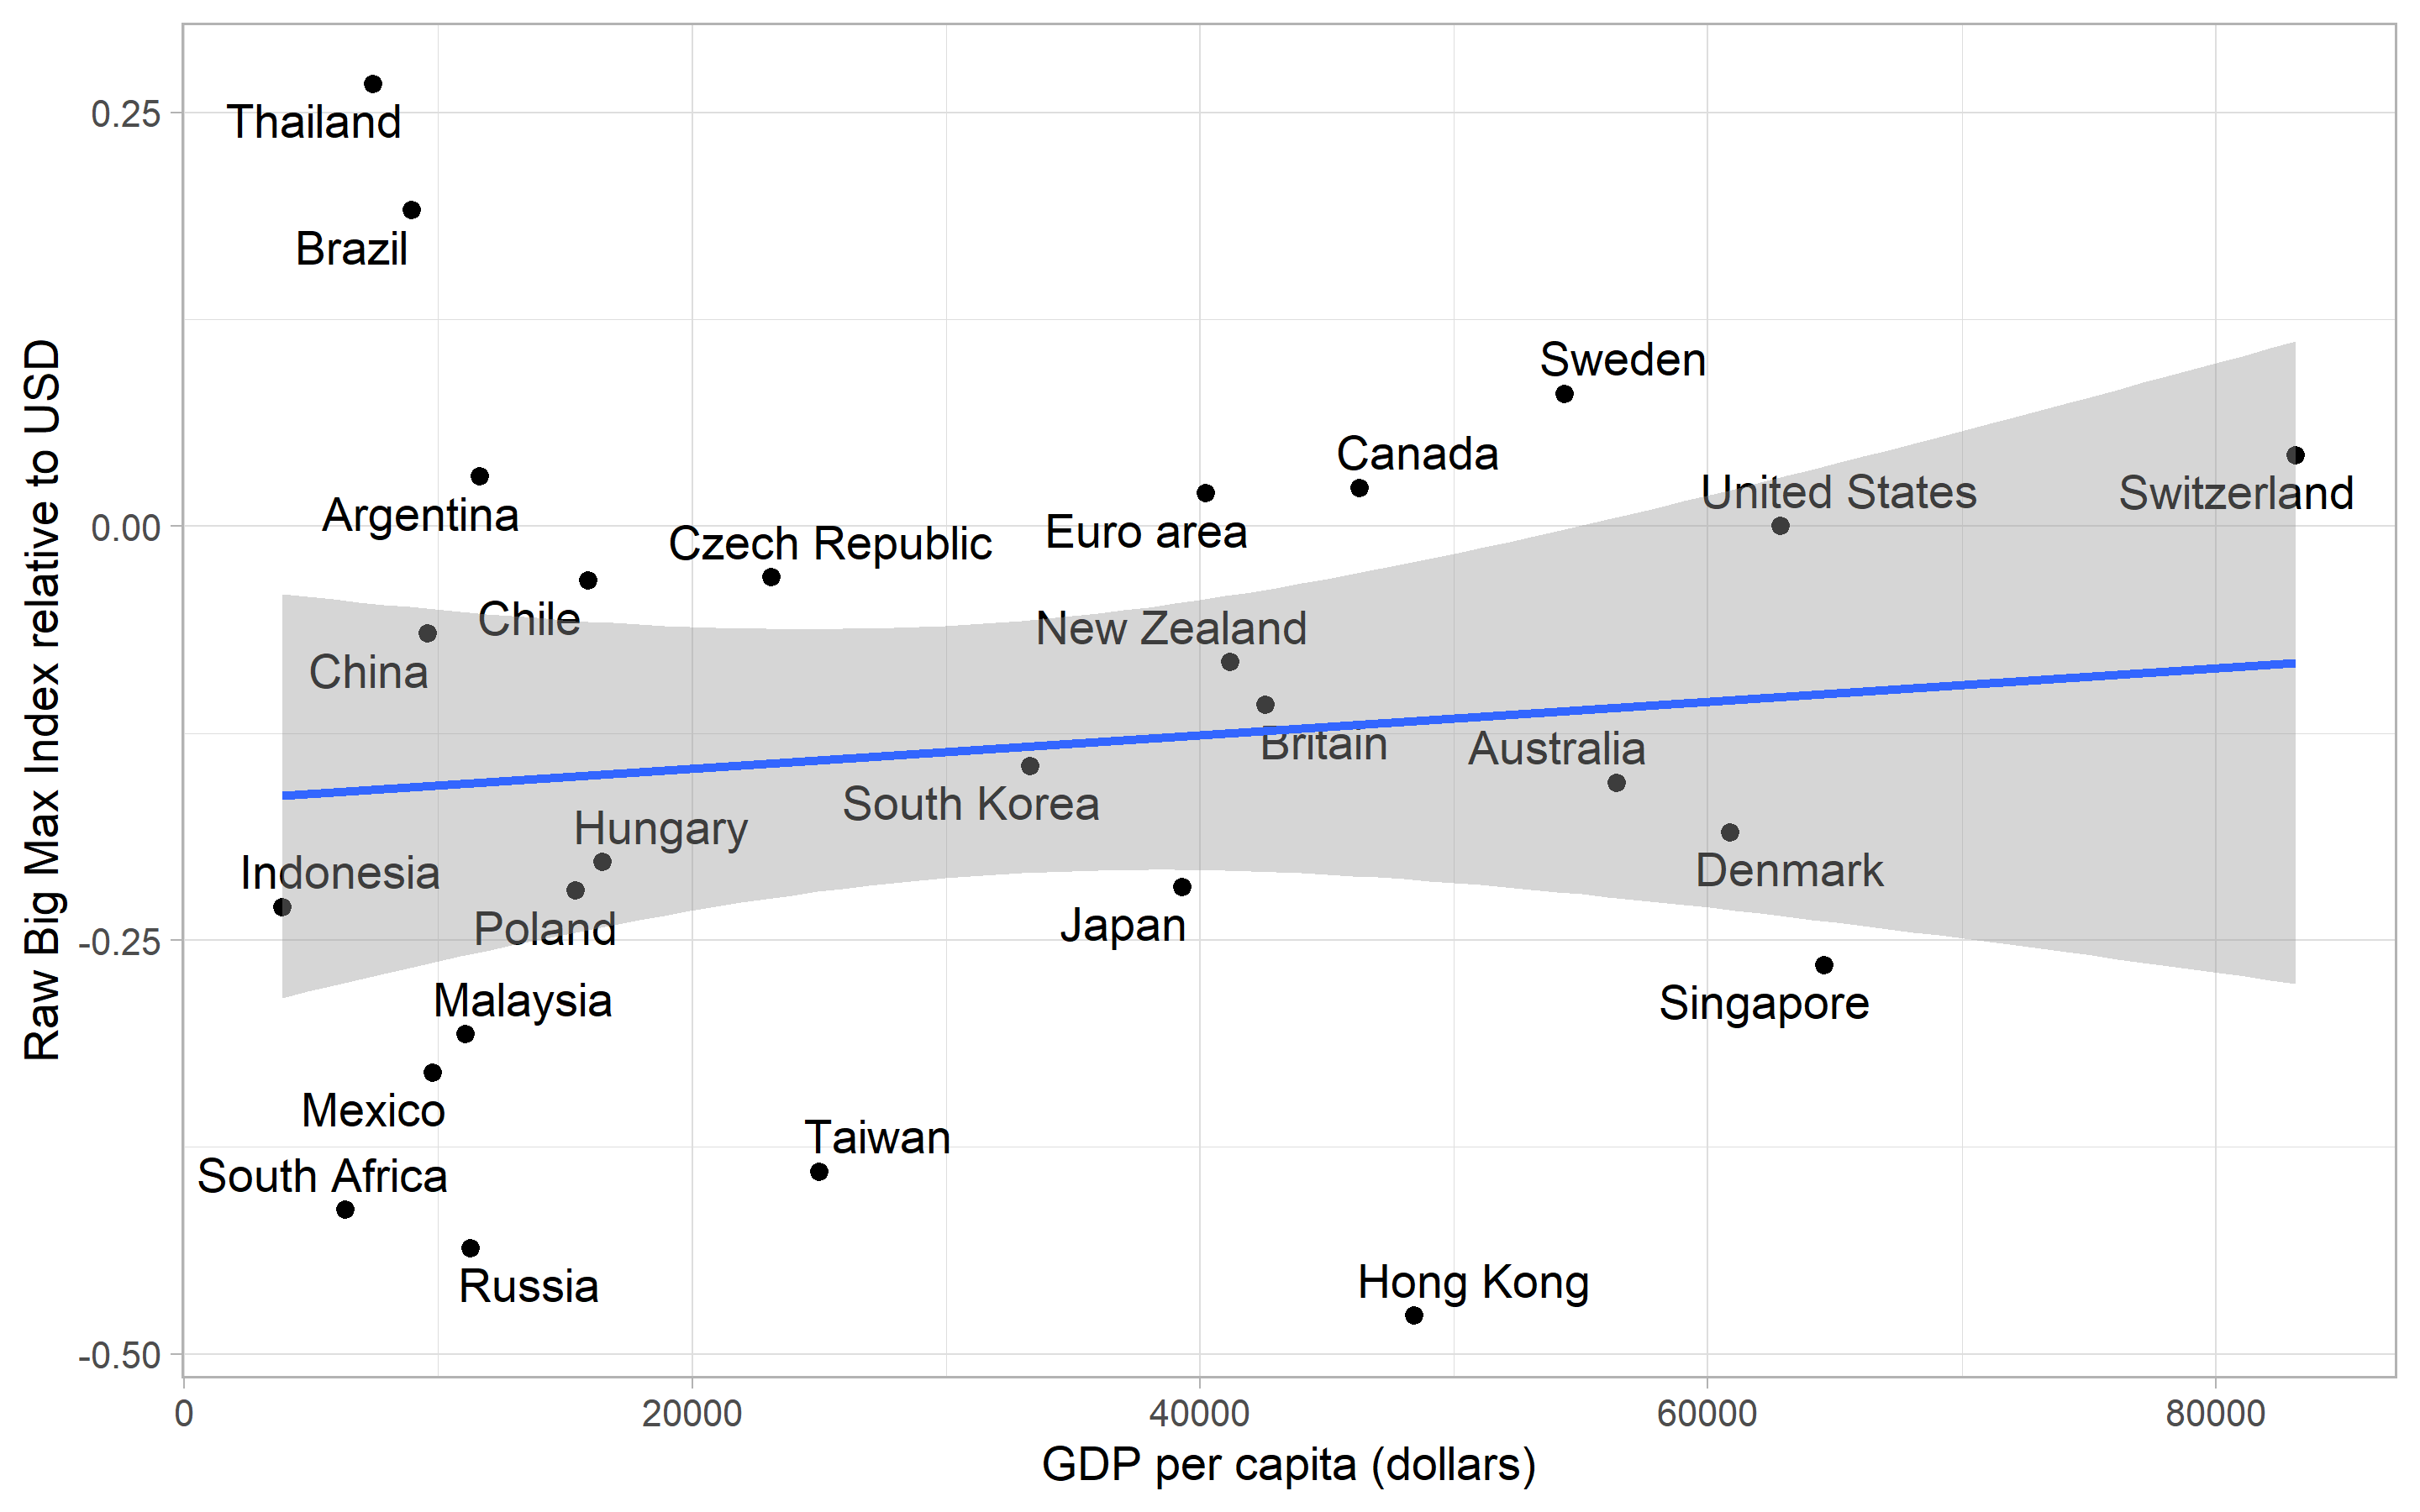 Raw Big Max Index relative to USD
0.25
0.00
-0.25
-0.50
Thailand
Brazil
Sweden
Canada
Argentina
United States
Switzerland
Euro area
Czech Republic
Chile
New Zealand
China
Britain
Australia
South Korea
Hungary
Indonesia
Denmark
Poland
Japan
Malaysia
Singapore
Mexico
Taiwan
South Africa
Russia
Hong Kong
0
20000
40000
60000
80000
GDP per capita (dollars)